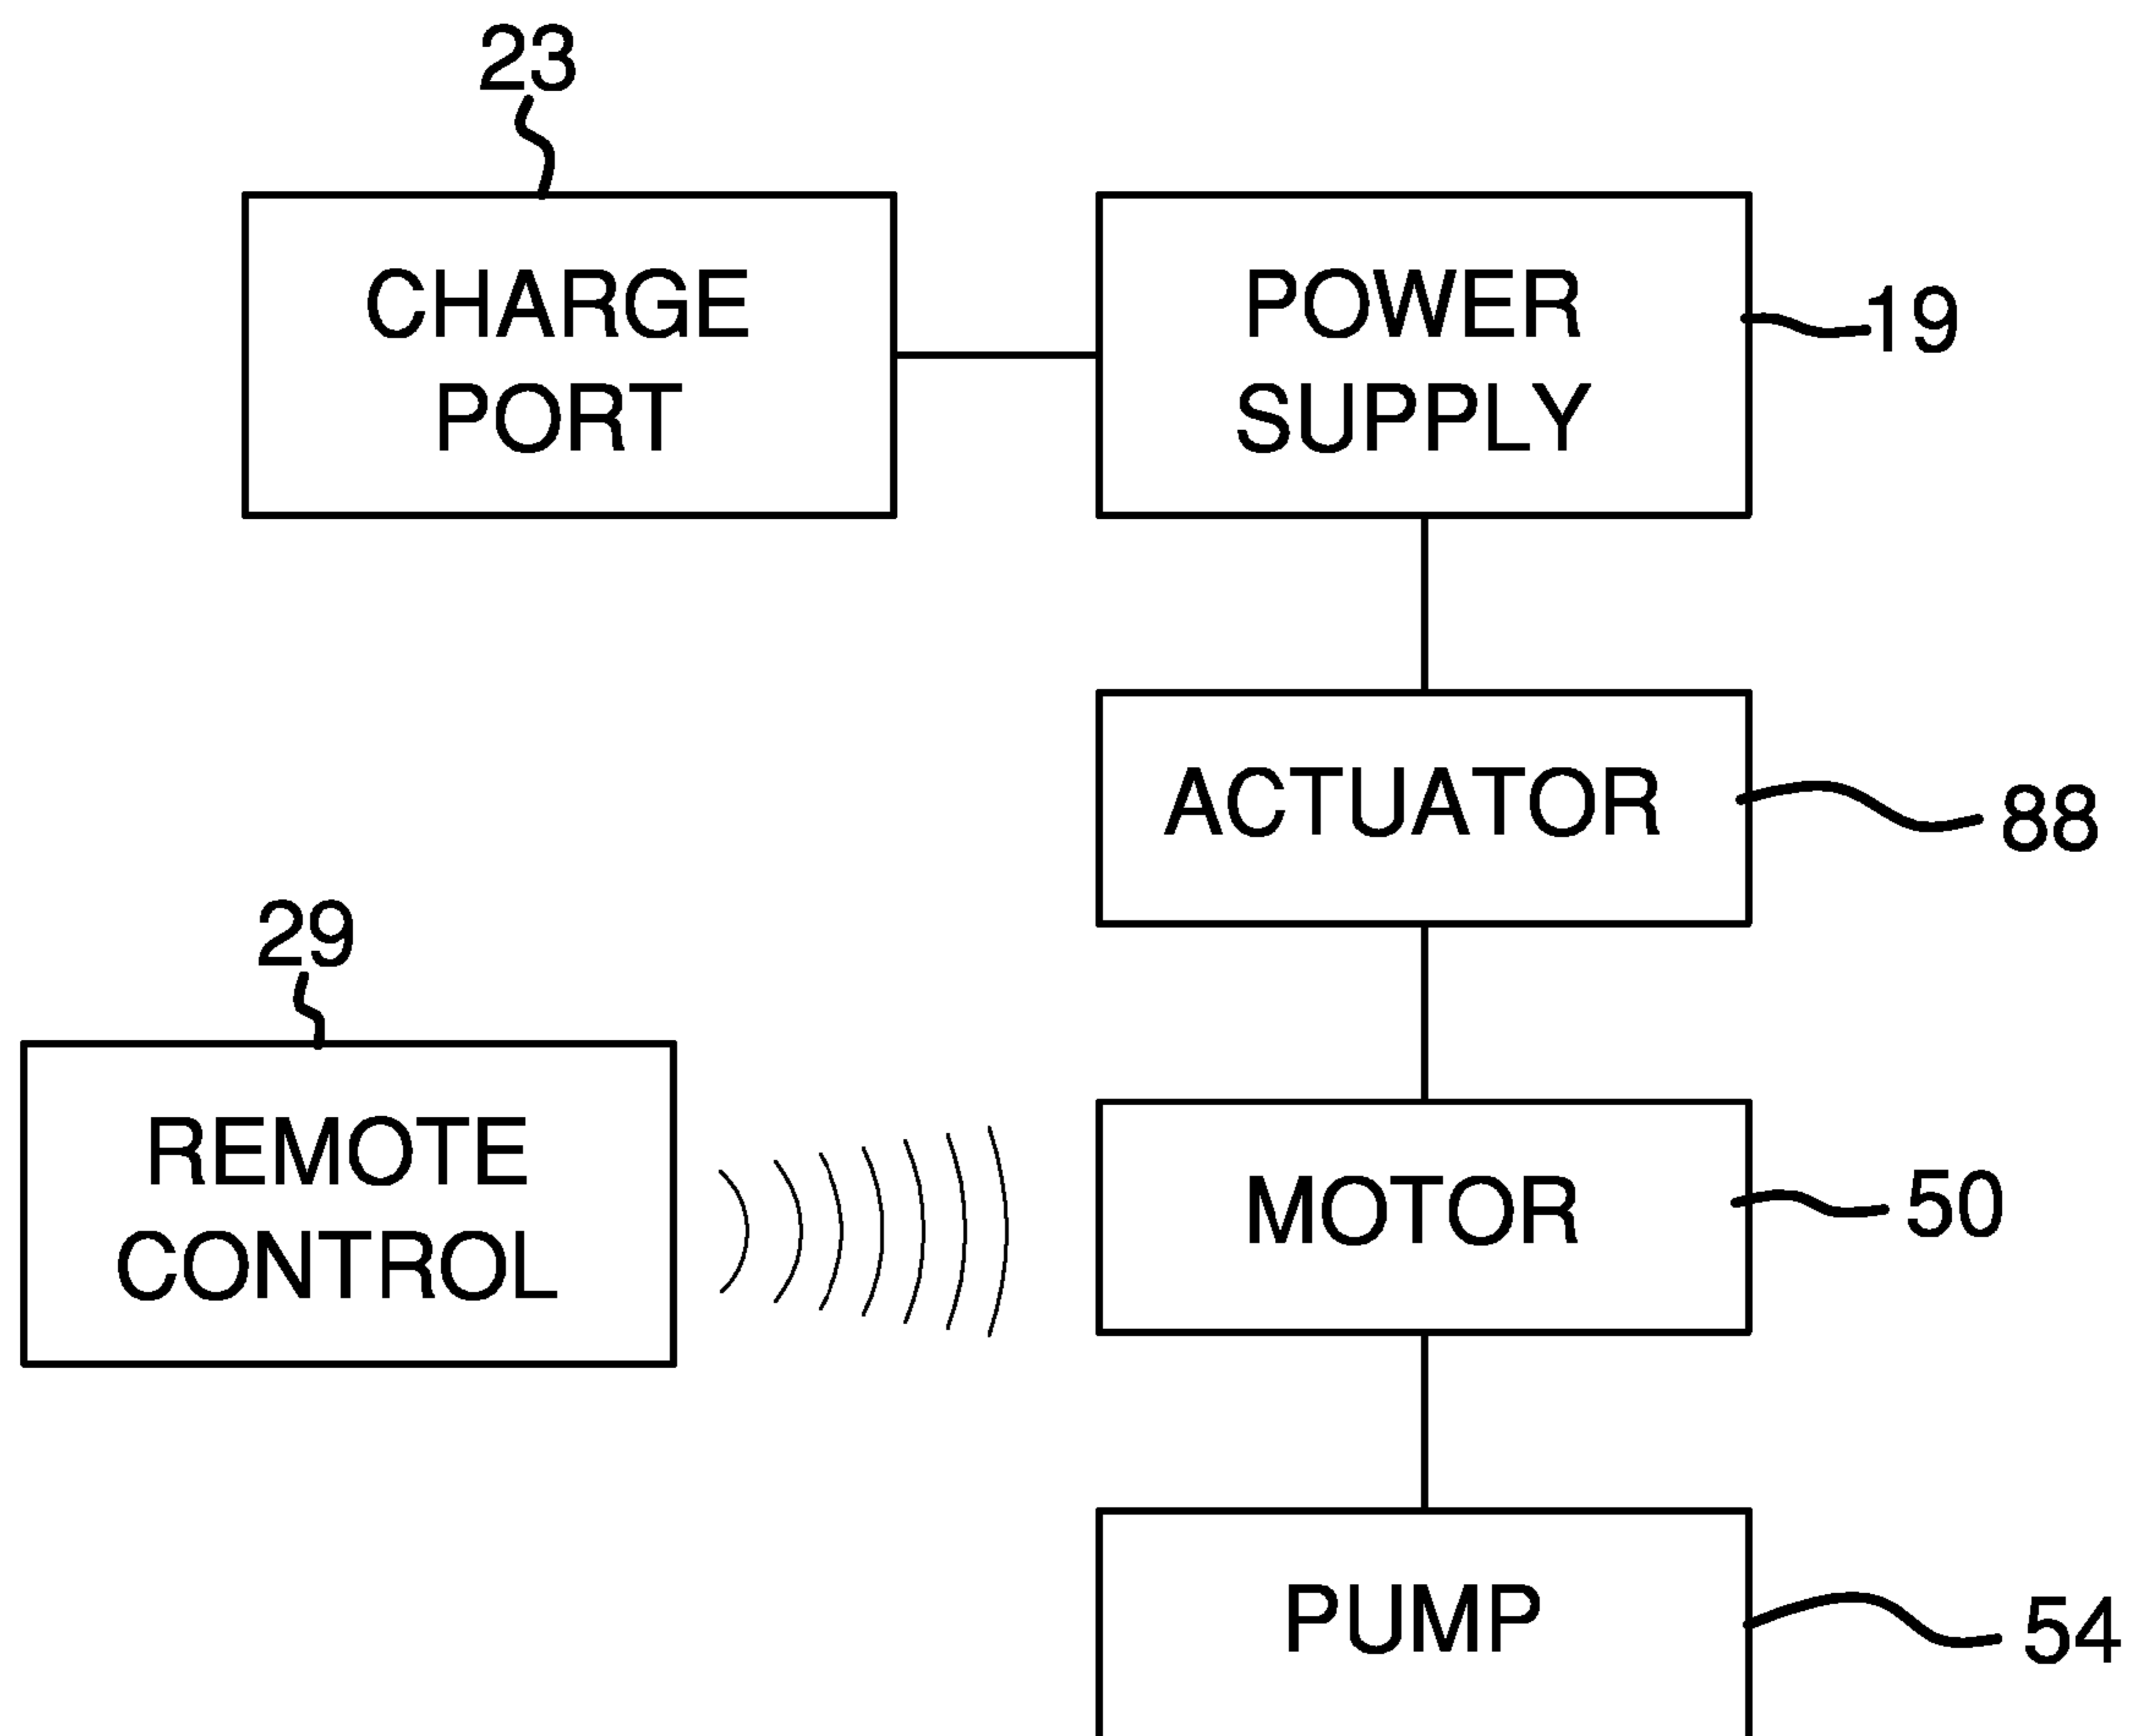 23
CHARGE
PORT
POWER
SUPPLY
19
ACTUATOR
88
29
REMOTE
CONTROL
MOTOR
50
PUMP
54